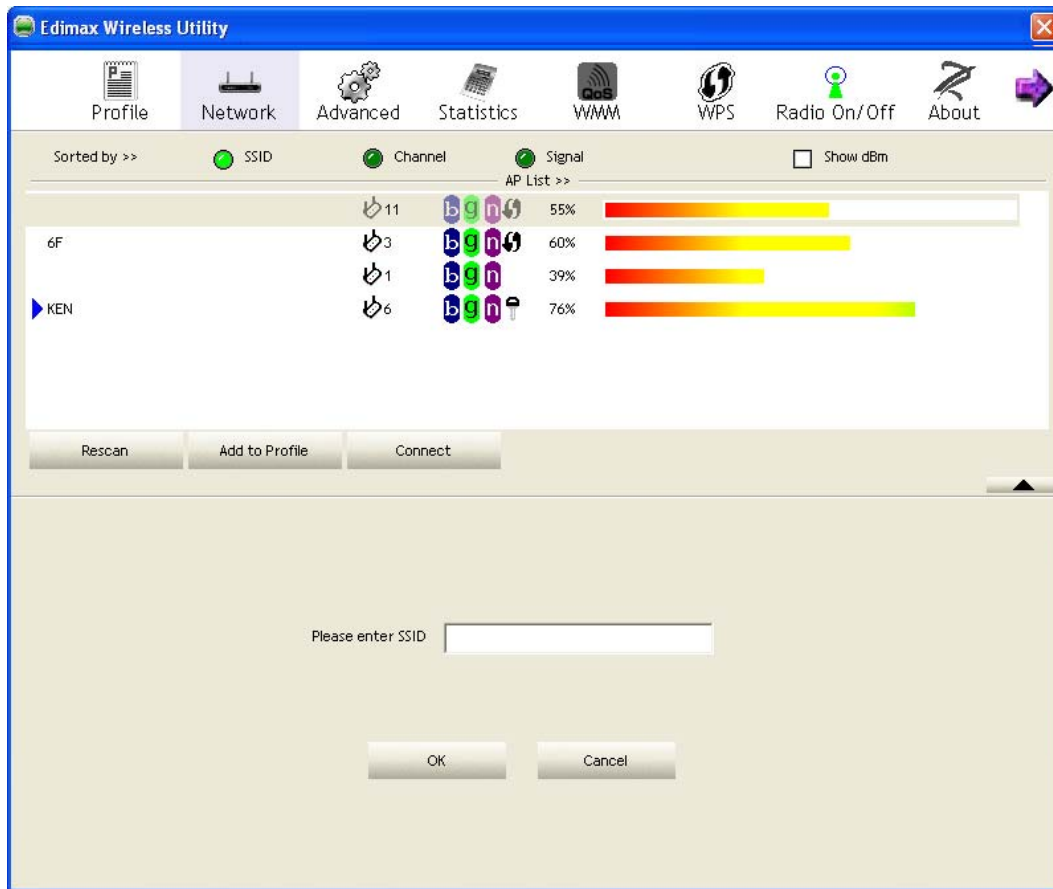 Edimax Wireless Utility
Profile Network Advanced Statistics WMM WPS Radio On/Off About
P
QoS
Sorted by >> SSID Channel Signal Show dBm
AP List >>
11 b g n 55%
6F 3 b g n 60%
1 b g n 39%
KEN 6 b g n 76%
Rescan Add to Profile Connect
Please enter SSID
OK Cancel